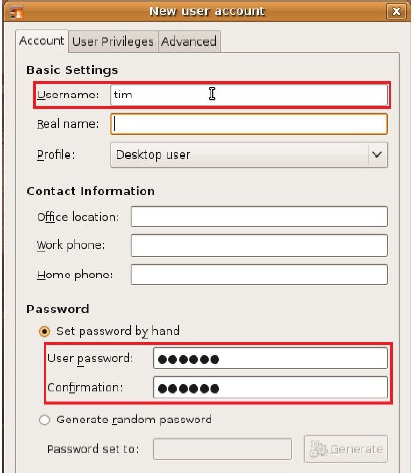 New user account
Account User Privileges Advanced
Basic Settings
Username: tim
Real name:
Profile: Desktop user
Contact Information
Office location:
Work phone:
Home phone:
Password
Set password by hand
User password: ●●●●●●
Confirmation: ●●●●●●
Generate random password
Password set to: Generate